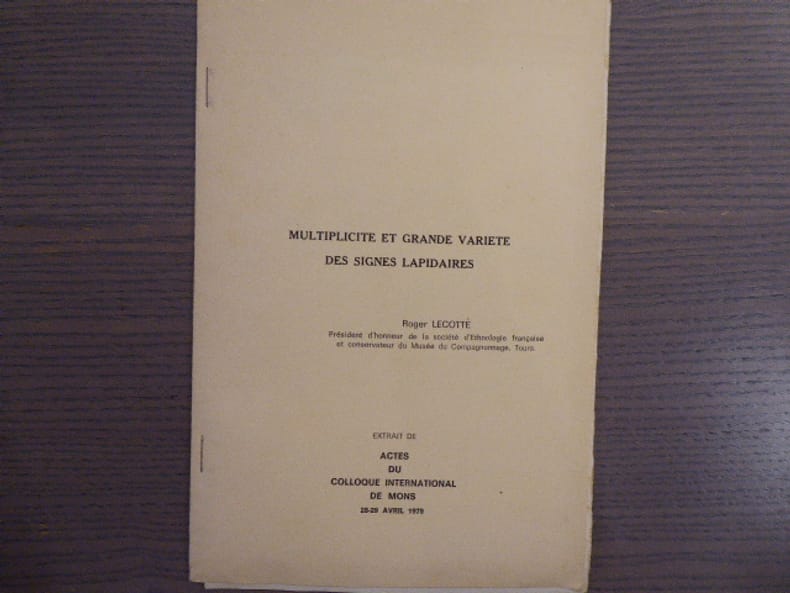 MULTIPLICITE ET GRANDE VARIETE
DES SIGNES LAPIDAIRES
Roger LECOTTÉ
Président d'honneur de la société d'Ethnologie française
et conservateur du Musée du Compagnonnage, Tours.
EXTRAIT DE
ACTES
DU
COLLOQUE INTERNATIONAL
DE MONS
28-29 AVRIL 1979